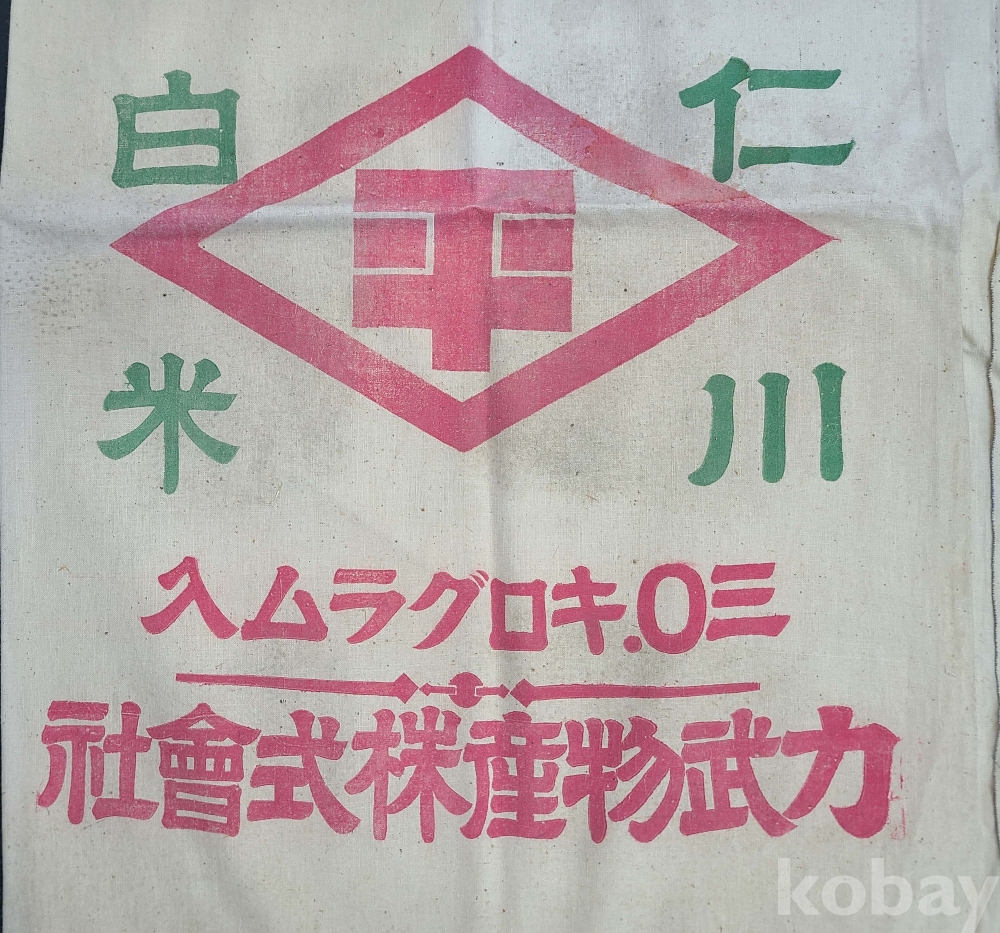 仁川
白米
三〇.キログラム入
力武物産株式會社
kobay